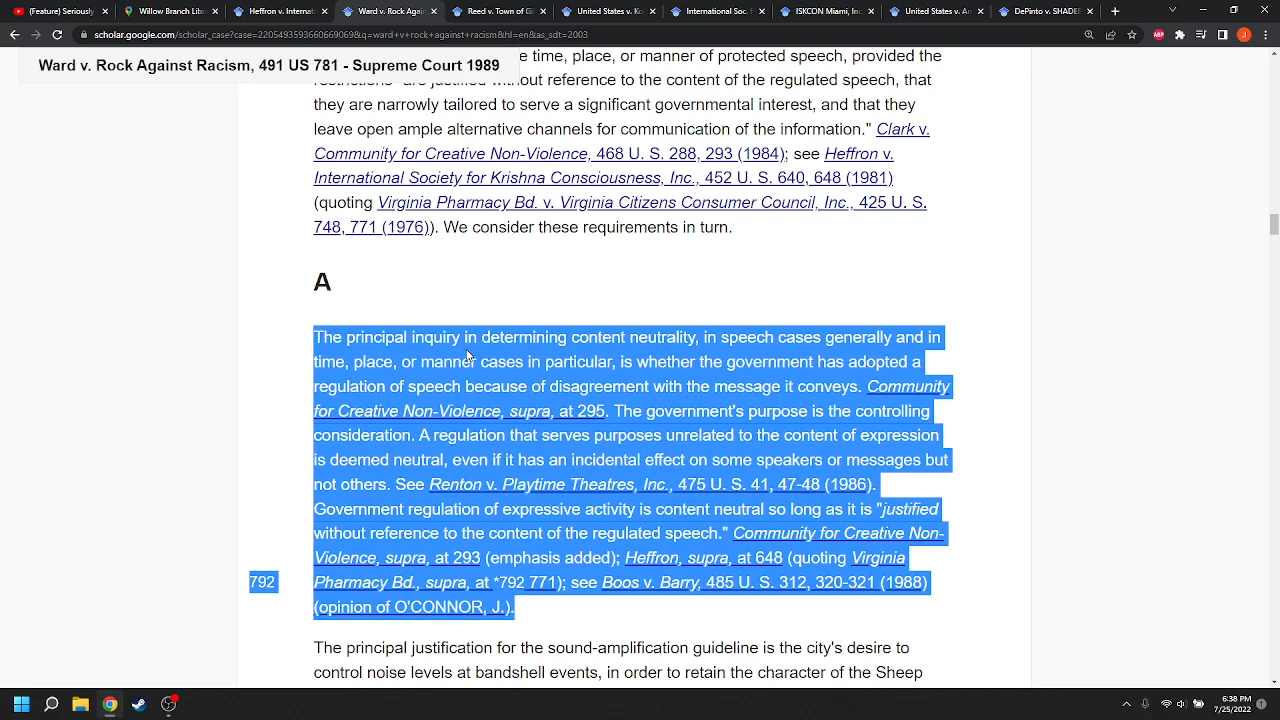 (Feature) Seriously
Willow Branch Libr
Heffron v. Internat
Ward v. Rock Agai
Reed v. Town of Gi
United States v. Ko
International Soc. f
ISKCON Miami, Inc
United States v. An
DePinto v. SHADE
scholar.google.com/scholar_case?case=2205493593660669069&q=ward+v+rock+against+racism&hl=en&as_sdt=2003
ABP
J
Ward v. Rock Against Racism, 491 US 781 - Supreme Court 1989
e time, place, or manner of protected speech, provided the
restrictions "are justified without reference to the content of the regulated speech, that
they are narrowly tailored to serve a significant governmental interest, and that they
leave open ample alternative channels for communication of the information." Clark v.
Community for Creative Non-Violence, 468 U. S. 288, 293 (1984); see Heffron v.
International Society for Krishna Consciousness, Inc., 452 U. S. 640, 648 (1981)
(quoting Virginia Pharmacy Bd. v. Virginia Citizens Consumer Council, Inc., 425 U. S.
748, 771 (1976)). We consider these requirements in turn.
A
The principal inquiry in determining content neutrality, in speech cases generally and in
time, place, or manner cases in particular, is whether the government has adopted a
regulation of speech because of disagreement with the message it conveys. Community
for Creative Non-Violence, supra, at 295. The government's purpose is the controlling
consideration. A regulation that serves purposes unrelated to the content of expression
is deemed neutral, even if it has an incidental effect on some speakers or messages but
not others. See Renton v. Playtime Theatres, Inc., 475 U. S. 41, 47-48 (1986).
Government regulation of expressive activity is content neutral so long as it is "justified
without reference to the content of the regulated speech." Community for Creative Non-
Violence, supra, at 293 (emphasis added); Heffron, supra, at 648 (quoting Virginia
792 Pharmacy Bd., supra, at *792 771); see Boos v. Barry, 485 U. S. 312, 320-321 (1988)
(opinion of O'CONNOR, J.).
The principal justification for the sound-amplification guideline is the city's desire to
control noise levels at bandshell events, in order to retain the character of the Sheep
6:38 PM
7/25/2022